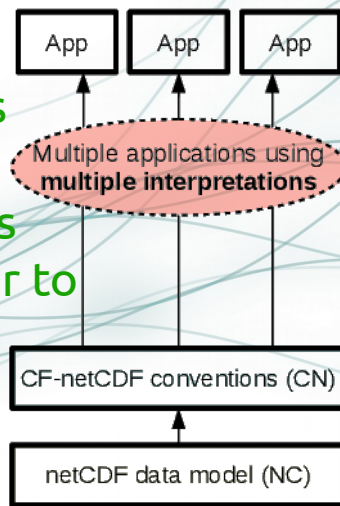 App App App
s
Multiple applications using
multiple interpretations
s
r to
CF-netCDF conventions (CN)
netCDF data model (NC)